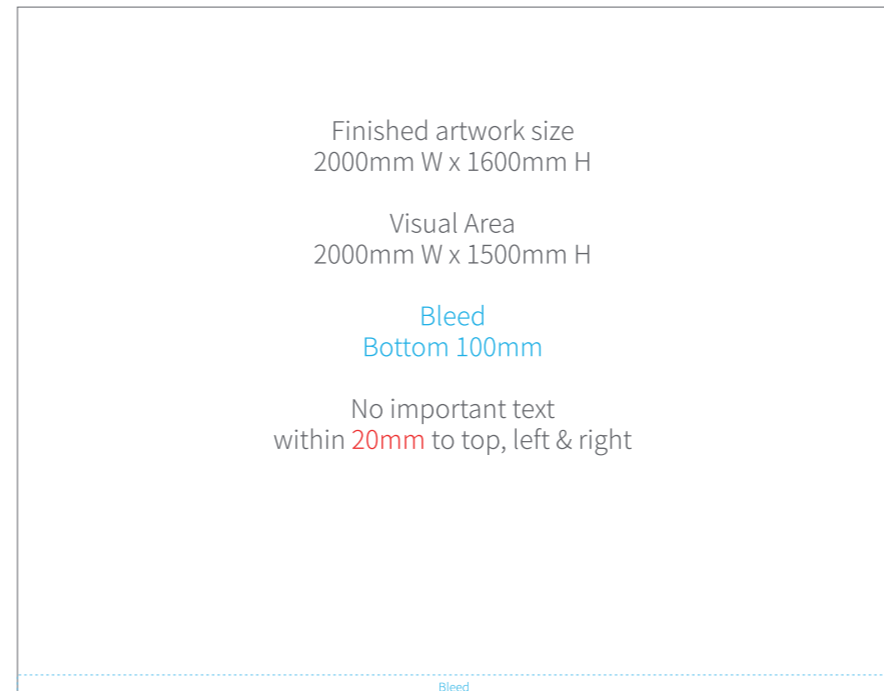 Finished artwork size
2000mm W x 1600mm H
Visual Area
2000mm W x 1500mm H
Bleed
Bottom 100mm
No important text
within 20mm to top, left & right
Bleed